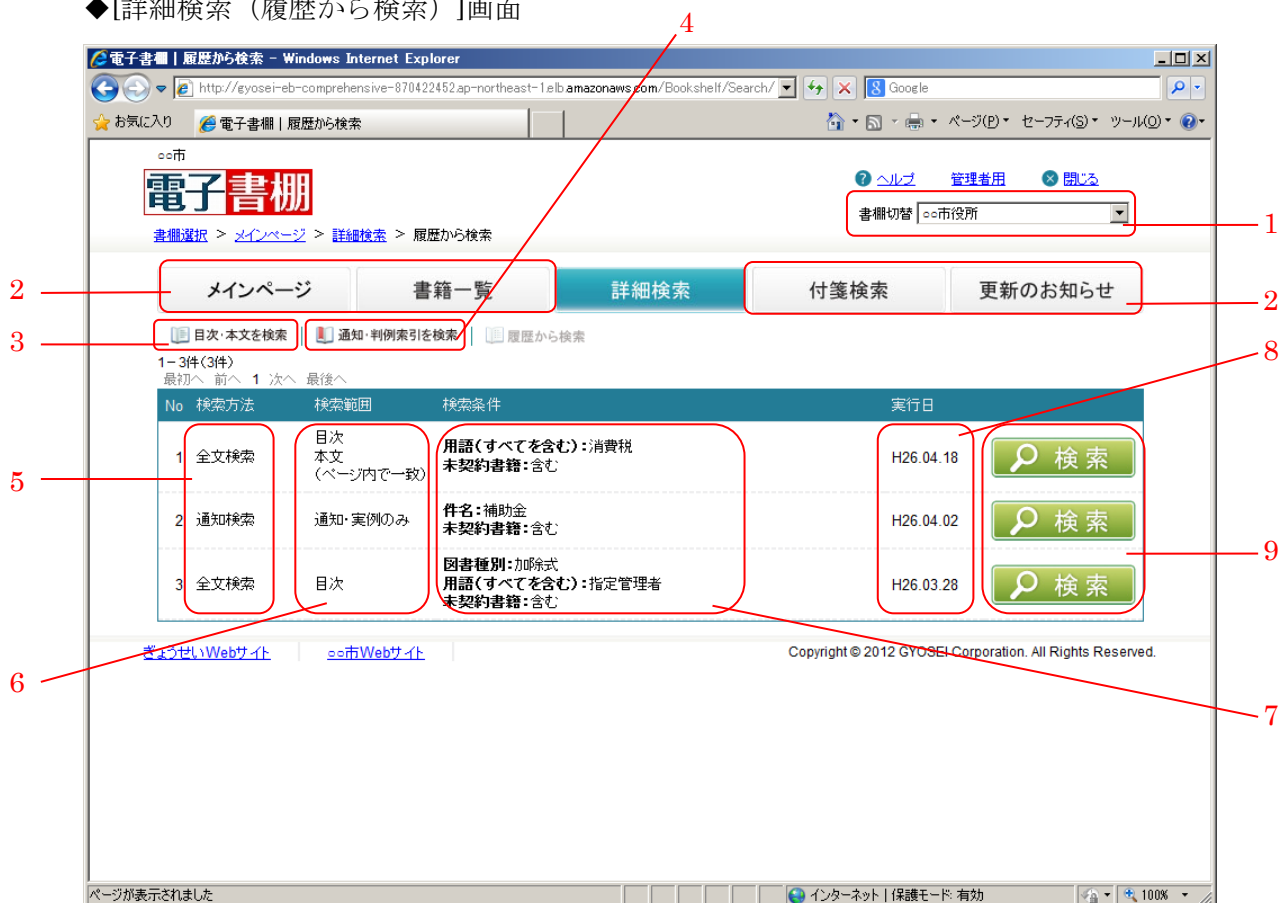 ◆[詳細検索（履歴から検索）]画面
4
電子書棚 | 履歴から検索 - Windows Internet Explorer
http://gyosei-eb-comprehensive-870422452.ap-northeast-1.elb.amazonaws.com/Bookshelf/Search/
Google
お気に入り
電子書棚 | 履歴から検索
ページ(P)
セーフティ(S)
ツール(O)
○○市
電子書棚
ヘルプ
管理者用
閉じる
書棚切替 ○○市役所
1
書棚選択 > メインページ > 詳細検索 > 履歴から検索
2
メインページ
書籍一覧
詳細検索
付箋検索
更新のお知らせ
2
3
目次・本文を検索
通知・判例索引を検索
履歴から検索
8
1－3件(3件)
最初へ 前へ 1 次へ 最後へ
No 検索方法 検索範囲 検索条件 実行日
1 全文検索
目次
本文
(ページ内で一致)
用語(すべてを含む):消費税
未契約書籍:含む
H26.04.18
検索
5
2 通知検索
通知・実例のみ
件名:補助金
未契約書籍:含む
H26.04.02
検索
9
3 全文検索
目次
図書種別:加除式
用語(すべてを含む):指定管理者
未契約書籍:含む
H26.03.28
検索
ぎょうせいWebサイト
○○市Webサイト
Copyright © 2012 GYOSEI Corporation. All Rights Reserved.
6
7
ページが表示されました
インターネット | 保護モード: 有効
100%